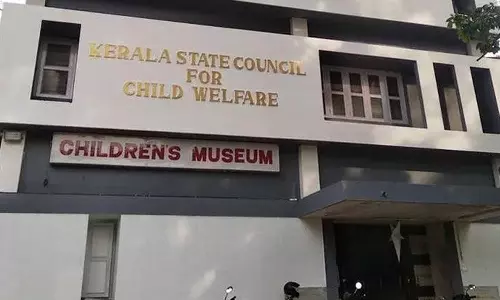 KERALA STATE COUNCIL
FOR
CHILD WELFARE
CHILDREN'S MUSEUM